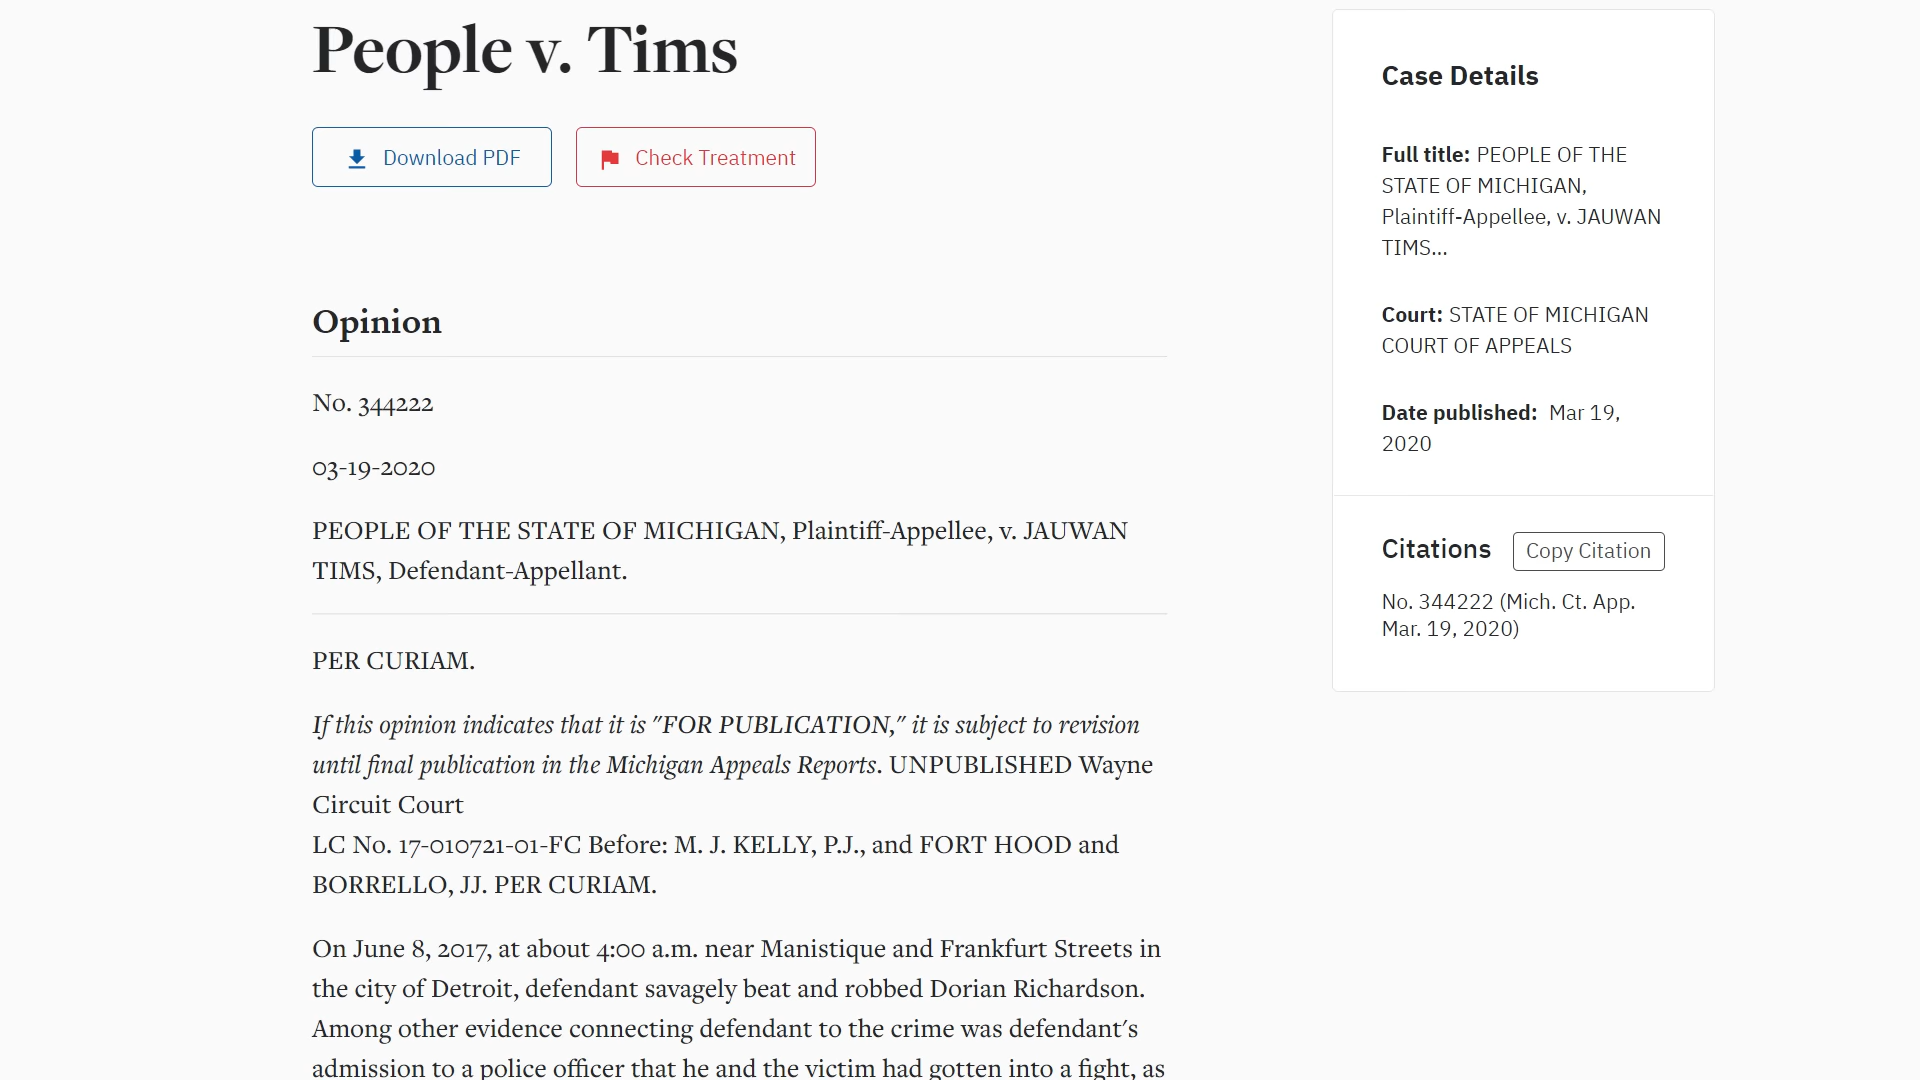 People v. Tims
Download PDF
Check Treatment
Opinion
No. 344222
03-19-2020
PEOPLE OF THE STATE OF MICHIGAN, Plaintiff-Appellee, v. JAUWAN
TIMS, Defendant-Appellant.
PER CURIAM.
If this opinion indicates that it is "FOR PUBLICATION," it is subject to revision
until final publication in the Michigan Appeals Reports. UNPUBLISHED Wayne
Circuit Court
LC No. 17-010721-01-FC Before: M. J. KELLY, P.J., and FORT HOOD and
BORRELLO, JJ. PER CURIAM.
On June 8, 2017, at about 4:00 a.m. near Manistique and Frankfurt Streets in
the city of Detroit, defendant savagely beat and robbed Dorian Richardson.
Among other evidence connecting defendant to the crime was defendant's
admission to a police officer that he and the victim had gotten into a fight, as
Case Details
Full title: PEOPLE OF THE
STATE OF MICHIGAN,
Plaintiff-Appellee, v. JAUWAN
TIMS...
Court: STATE OF MICHIGAN
COURT OF APPEALS
Date published: Mar 19,
2020
Citations
Copy Citation
No. 344222 (Mich. Ct. App.
Mar. 19, 2020)